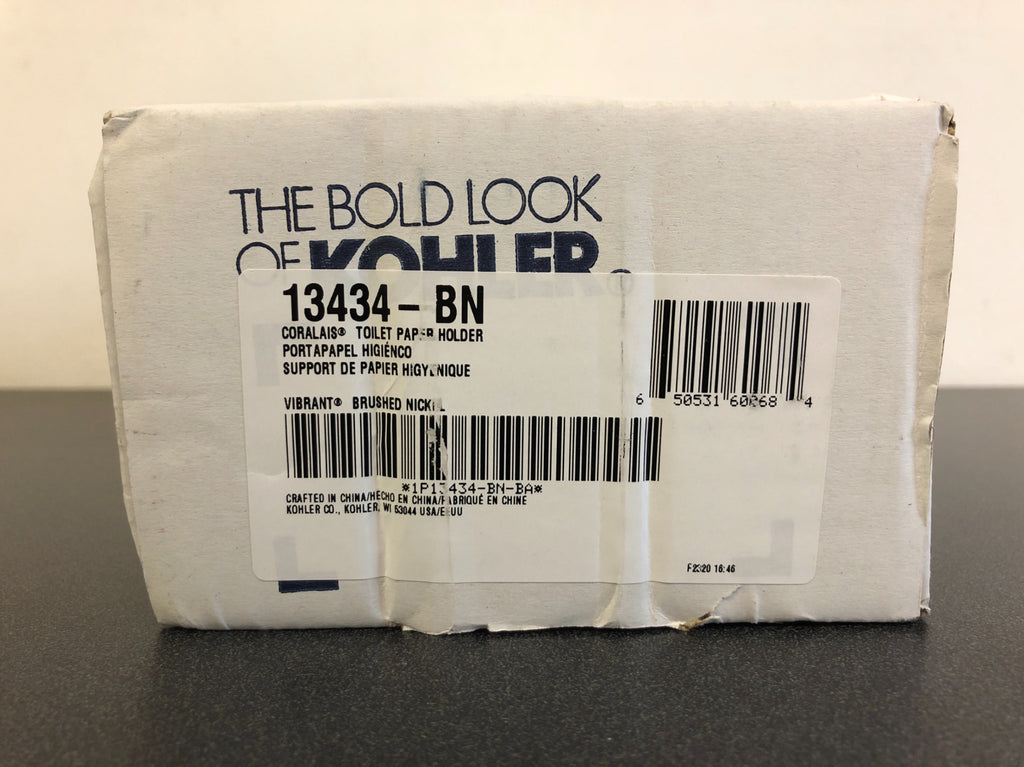 THE BOLD LOOK
OF KOHLER®
13434-BN
CORALAIS® TOILET PAPER HOLDER
PORTAPAPEL HIGIÉNCO
SUPPORT DE PAPIER HIGYÉNIQUE
VIBRANT® BRUSHED NICKEL
6 50531 60268 4
*1P13434-BN-BA*
CRAFTED IN CHINA/HECHO EN CHINA/FABRIQUÉ EN CHINE
KOHLER CO., KOHLER, WI 53044 USA/EEUU
F2320 16:46